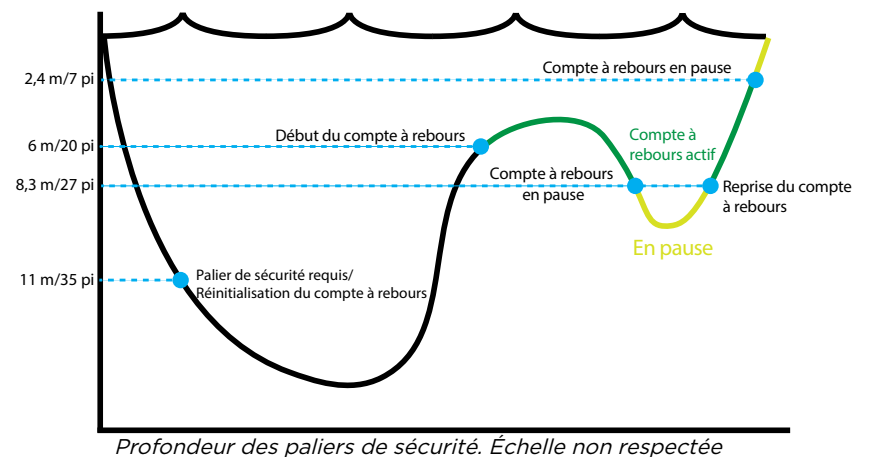 Compte à rebours en pause
2,4 m/7 pi
Début du compte à rebours
Compte à
rebours actif
6 m/20 pi
Compte à rebours
en pause
8,3 m/27 pi
Reprise du compte
à rebours
En pause
11 m/35 pi
Palier de sécurité requis/
Réinitialisation du compte à rebours
Profondeur des paliers de sécurité. Échelle non respectée